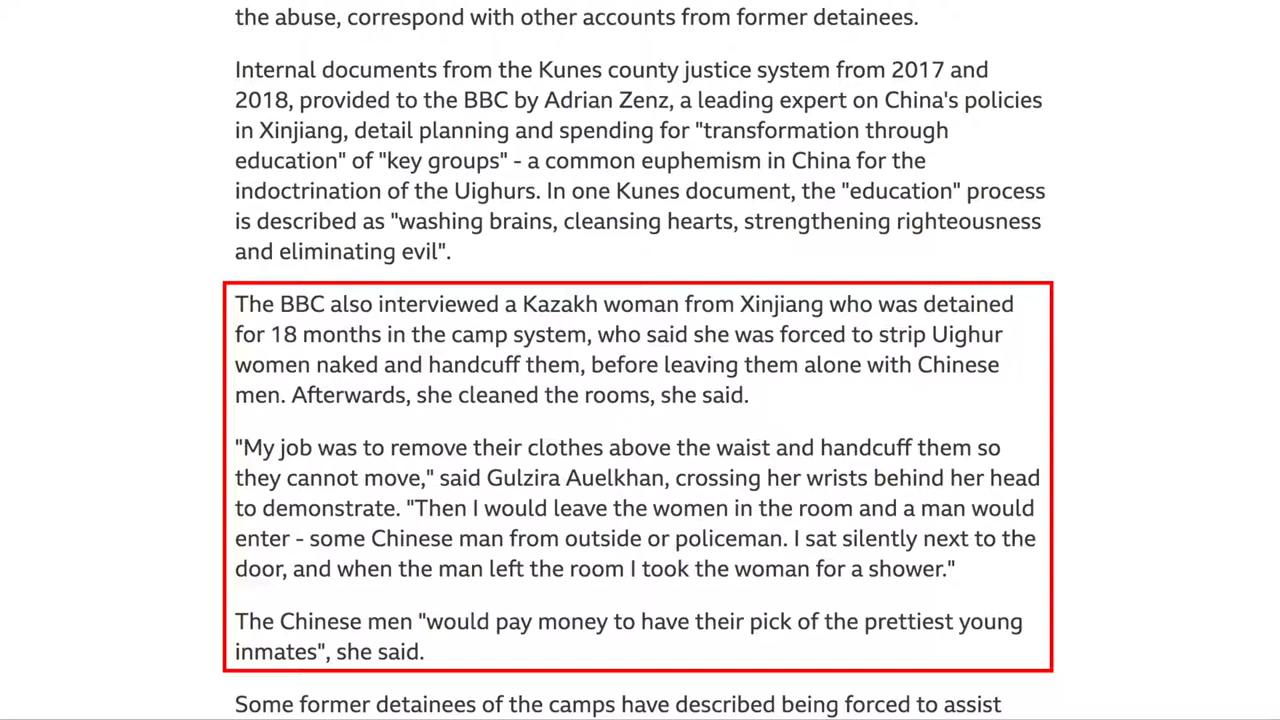 the abuse, correspond with other accounts from former detainees.
Internal documents from the Kunes county justice system from 2017 and
2018, provided to the BBC by Adrian Zenz, a leading expert on China's policies
in Xinjiang, detail planning and spending for "transformation through
education" of "key groups" - a common euphemism in China for the
indoctrination of the Uighurs. In one Kunes document, the "education" process
is described as "washing brains, cleansing hearts, strengthening righteousness
and eliminating evil".
The BBC also interviewed a Kazakh woman from Xinjiang who was detained
for 18 months in the camp system, who said she was forced to strip Uighur
women naked and handcuff them, before leaving them alone with Chinese
men. Afterwards, she cleaned the rooms, she said.
"My job was to remove their clothes above the waist and handcuff them so
they cannot move," said Gulzira Auelkhan, crossing her wrists behind her head
to demonstrate. "Then I would leave the women in the room and a man would
enter - some Chinese man from outside or policeman. I sat silently next to the
door, and when the man left the room I took the woman for a shower."
The Chinese men "would pay money to have their pick of the prettiest young
inmates", she said.
Some former detainees of the camps have described being forced to assist